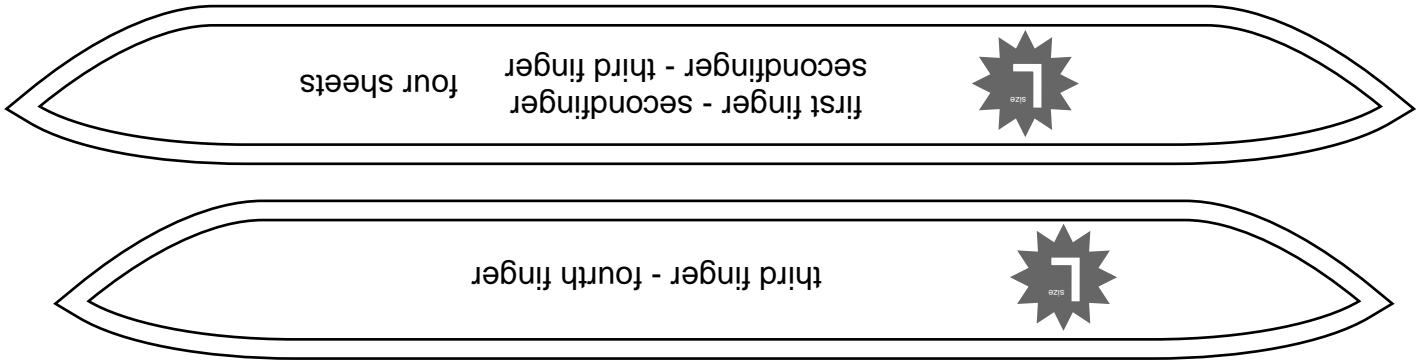 size
L
third finger - fourth finger
size
L
first finger - secondfinger
secondfinger - third finger
four sheets